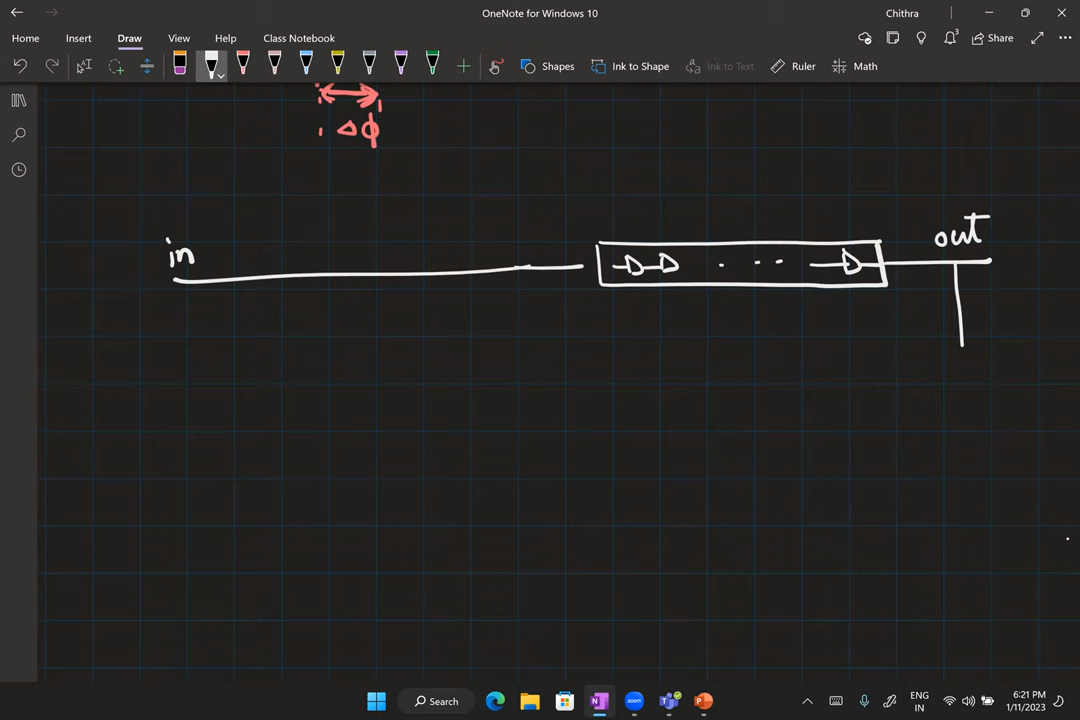 OneNote for Windows 10
Chithra
Home Insert Draw View Help Class Notebook
Share
Shapes Ink to Shape Ink to Text Ruler Math
Δϕ
in
out
Search
ENG
IN
6:21 PM
1/11/2023
zoom